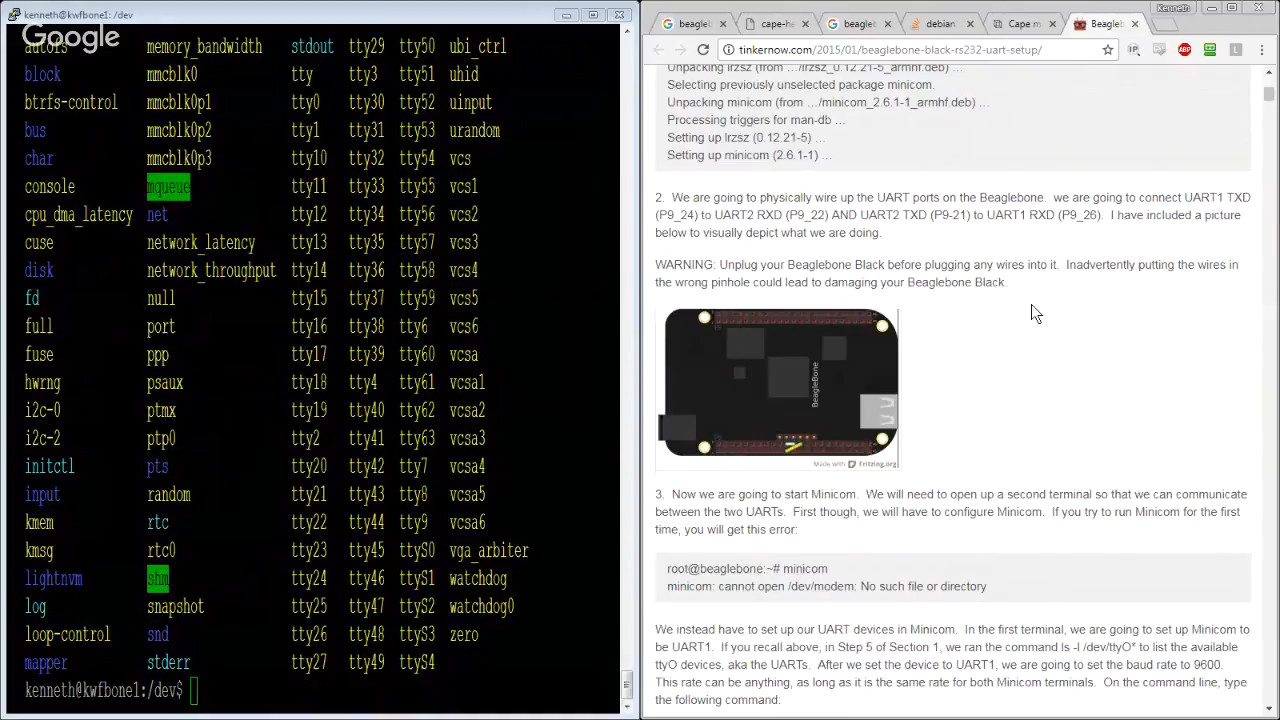 kenneth@kwfbone1: /dev
Google
autofs memory_bandwidth stdout tty29 tty50 ubi_ctrl
block mmcblk0 tty tty3 tty51 uhid
btrfs-control mmcblk0p1 tty0 tty30 tty52 uinput
bus mmcblk0p2 tty1 tty31 tty53 urandom
char mmcblk0p3 tty10 tty32 tty54 vcs
console mqueue tty11 tty33 tty55 vcs1
cpu_dma_latency net tty12 tty34 tty56 vcs2
cuse network_latency tty13 tty35 tty57 vcs3
disk network_throughput tty14 tty36 tty58 vcs4
fd null tty15 tty37 tty59 vcs5
full port tty16 tty38 tty6 vcs6
fuse ppp tty17 tty39 tty60 vcsa
hwrng psaux tty18 tty4 tty61 vcsa1
i2c-0 ptmx tty19 tty40 tty62 vcsa2
i2c-2 ptp0 tty2 tty41 tty63 vcsa3
initctl pts tty20 tty42 tty7 vcsa4
input random tty21 tty43 tty8 vcsa5
kmem rtc tty22 tty44 tty9 vcsa6
kmsg rtc0 tty23 tty45 ttyS0 vga_arbiter
lightnvm shm tty24 tty46 ttyS1 watchdog
log snapshot tty25 tty47 ttyS2 watchdog0
loop-control snd tty26 tty48 ttyS3 zero
mapper stderr tty27 tty49 ttyS4
kenneth@kwfbone1:/dev$
beagle cape-he beagle debian Cape Beagleb Kenneth
tinkernow.com/2015/01/beaglebone-black-rs232-uart-setup/
Unpacking lrzsz (from …/lrzsz_0.12.21-5_armhf.deb) …
Selecting previously unselected package minicom.
Unpacking minicom (from …/minicom_2.6.1-1_armhf.deb) …
Processing triggers for man-db …
Setting up lrzsz (0.12.21-5) …
Setting up minicom (2.6.1-1) …
2. We are going to physically wire up the UART ports on the Beaglebone. we are going to connect UART1 TXD
(P9_24) to UART2 RXD (P9_22) AND UART2 TXD (P9-21) to UART1 RXD (P9_26). I have included a picture
below to visually depict what we are doing.
WARNING: Unplug your Beaglebone Black before plugging any wires into it. Inadvertently putting the wires in
the wrong pinhole could lead to damaging your Beaglebone Black.
BeagleBone
Made with Fritzing.org
3. Now we are going to start Minicom. We will need to open up a second terminal so that we can communicate
between the two UARTs. First though, we will have to configure Minicom. If you try to run Minicom for the first
time, you will get this error:
root@beaglebone:~# minicom
minicom: cannot open /dev/modem: No such file or directory
We instead have to set up our UART devices in Minicom. In the first terminal, we are going to set up Minicom to
be UART1. If you recall above, in Step 5 of Section 1, we ran the command ls -l /dev/ttyO* to list the available
ttyO devices, aka the UARTs. After we set the device to UART1, we are going to set the baud rate to 9600.
This rate can be anything, as long as it is the same rate for both Minicom terminals. On the command line
the following command: